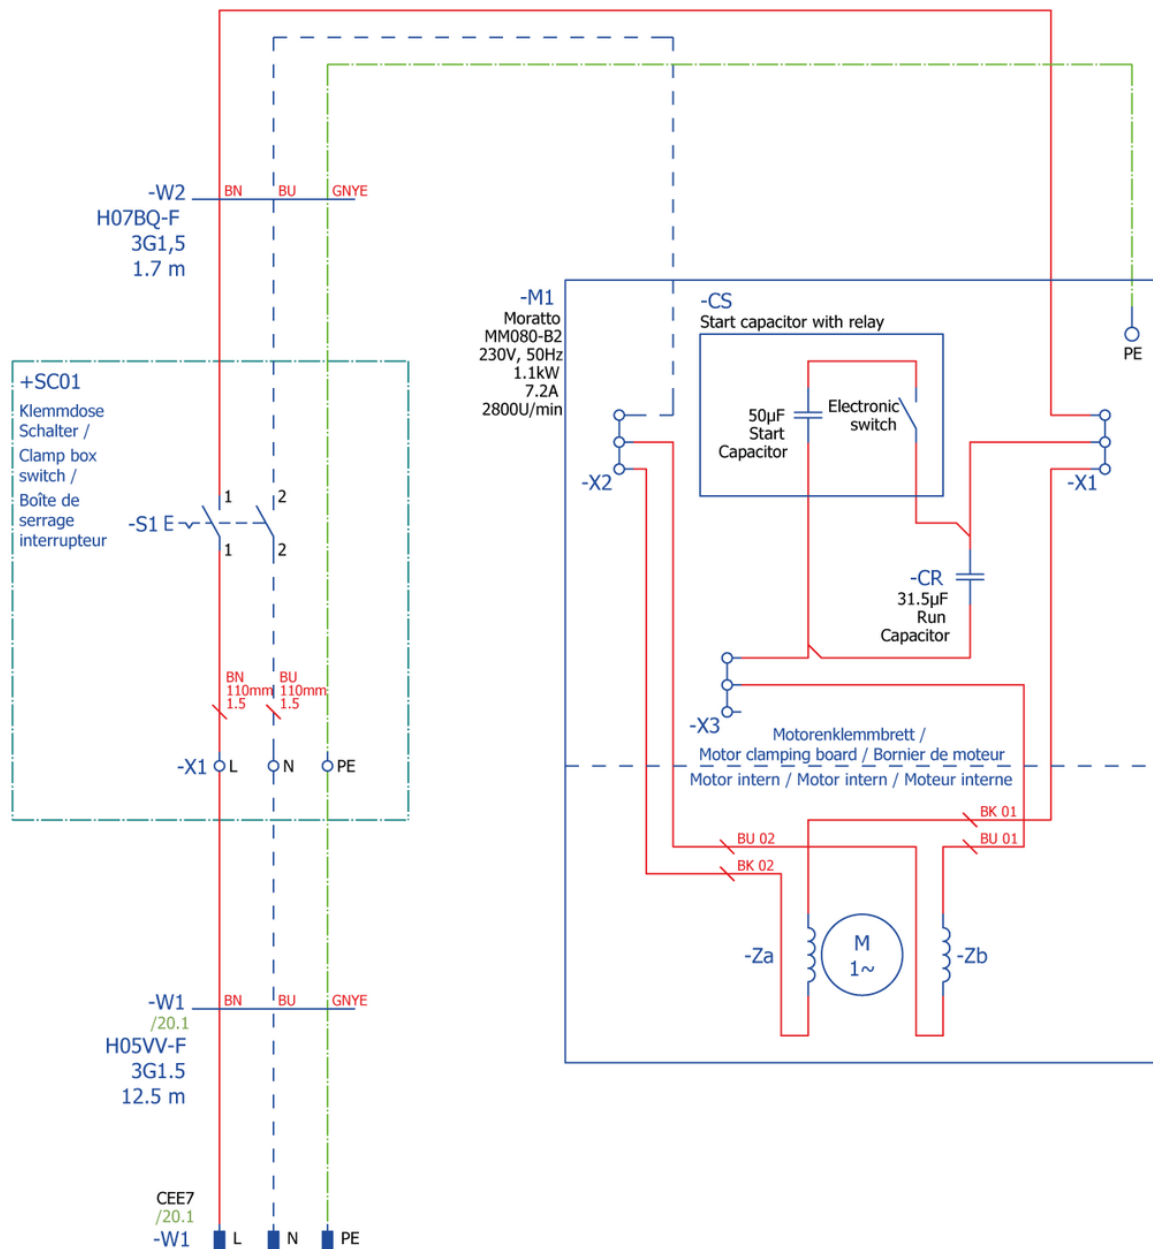 -W2
BN
BU
GNYE
H07BQ-F
3G1,5
1.7 m
-M1
Moratto
MM080-B2
230V, 50Hz
1.1kW
7.2A
2800U/min
-CS
Start capacitor with relay
50µF
Start
Capacitor
Electronic
switch
PE
-X2
-X1
-CR
31.5µF
Run
Capacitor
-X3
Motorenklemmbrett /
Motor clamping board / Bornier de moteur
Motor intern / Motor intern / Moteur interne
BK 01
BU 02
BU 01
BK 02
-Za
M
1~
-Zb
+SC01
Klemmdose
Schalter /
Clamp box
switch /
Boîte de
serrage
interrupteur
1
2
-S1 E
1
2
BN
110mm
1.5
BU
110mm
1.5
-X1
L
N
PE
-W1
BN
BU
GNYE
/20.1
H05VV-F
3G1.5
12.5 m
CEE7
/20.1
-W1
L
N
PE